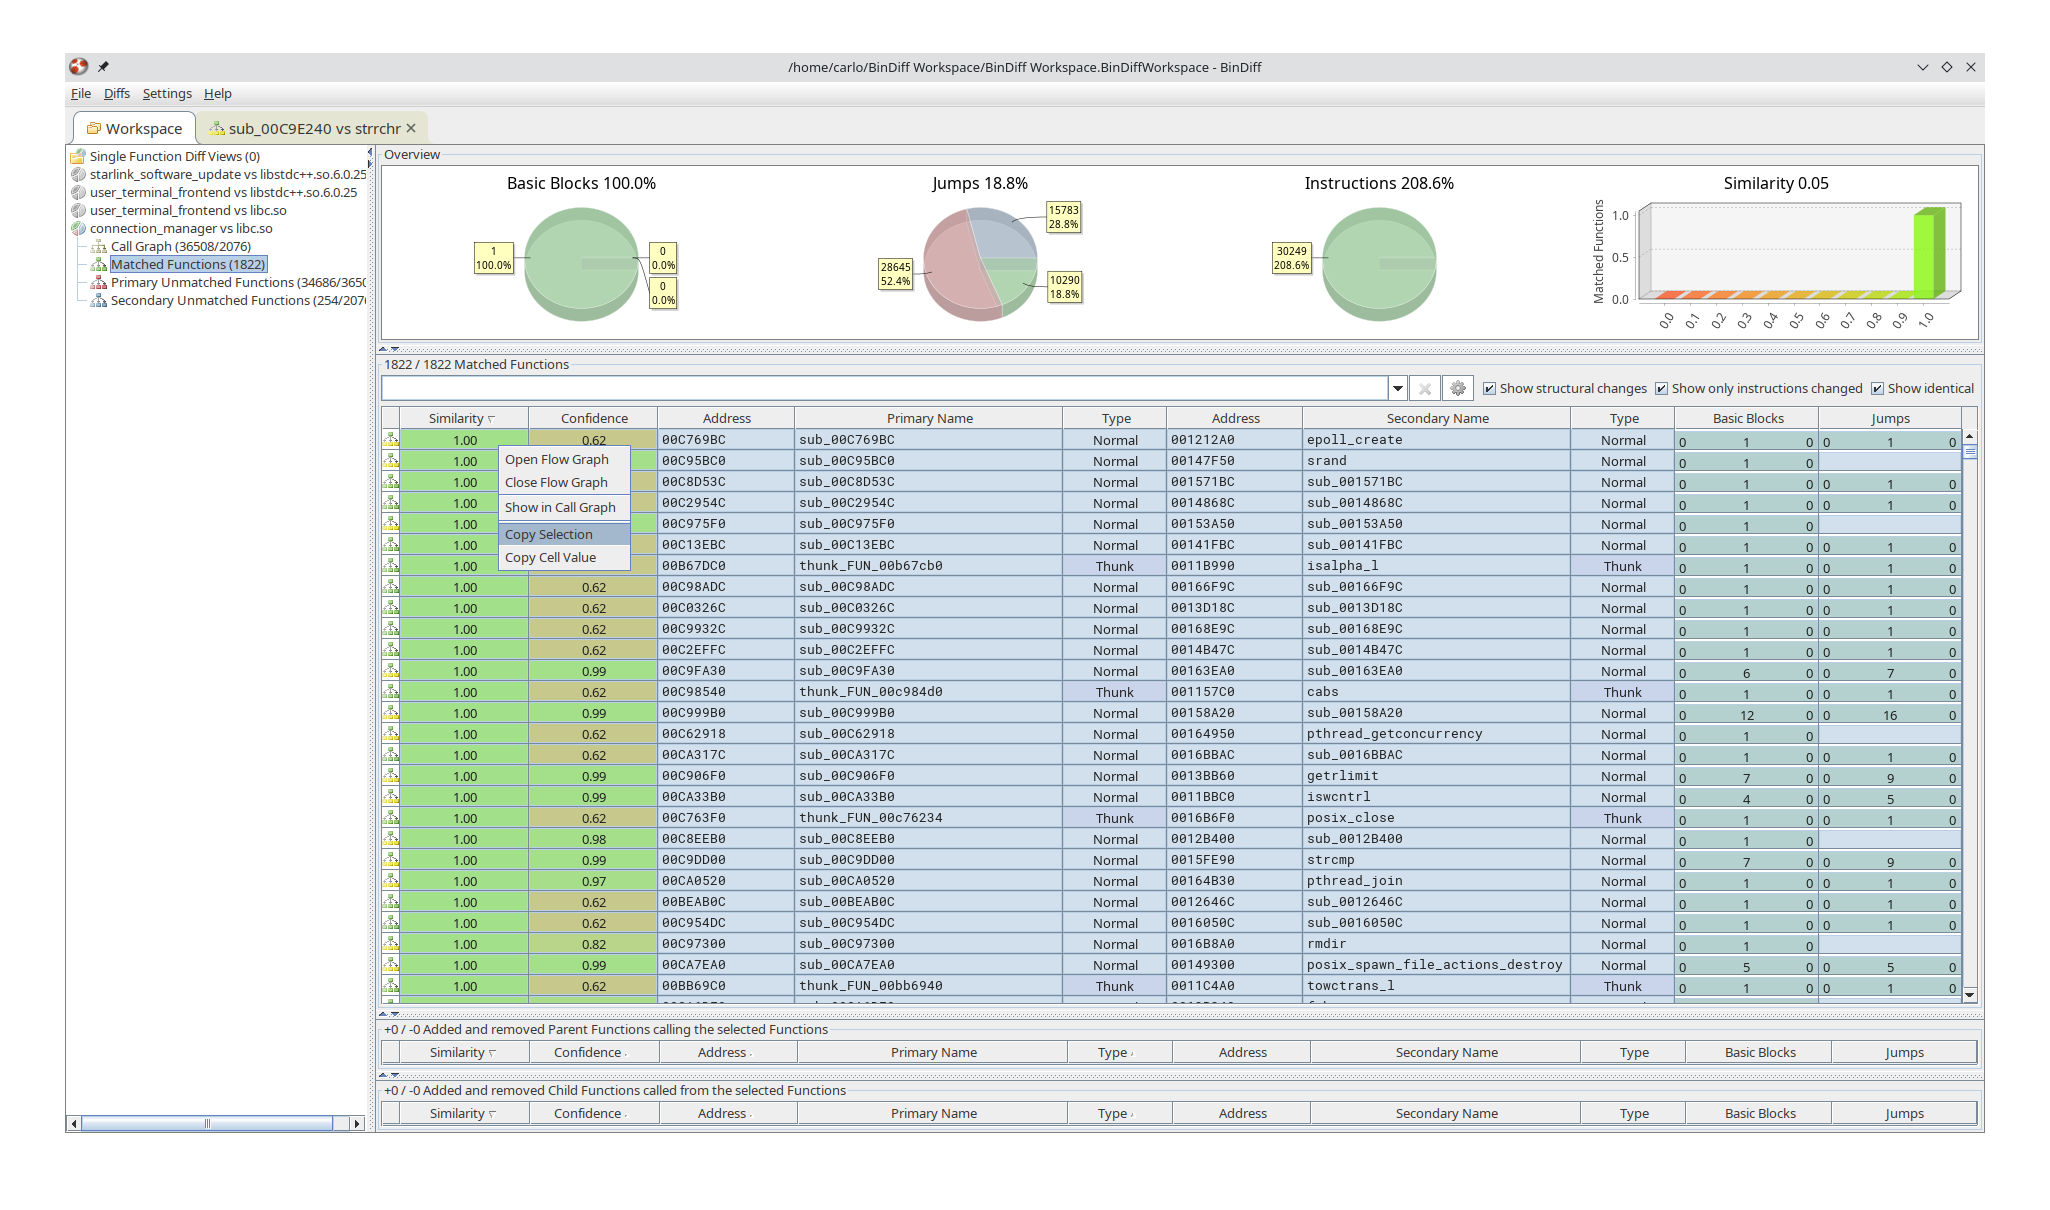 /home/carlo/BinDiff Workspace/BinDiff Workspace.BinDiffWorkspace - BinDiff
File Diffs Settings Help
Workspace sub_00C9E240 vs strrchr
Single Function Diff Views (0)
starlink_software_update vs libstdc++.so.6.0.25
user_terminal_frontend vs libstdc++.so.6.0.25
user_terminal_frontend vs libc.so
connection_manager vs libc.so
Call Graph (36508/2076)
Matched Functions (1822)
Primary Unmatched Functions (34686/3650
Secondary Unmatched Functions (254/207
Overview
Basic Blocks 100.0%
1
100.0%
0
0.0%
0
0.0%
Jumps 18.8%
15783
28.8%
28645
52.4%
10290
18.8%
Instructions 208.6%
30249
208.6%
Similarity 0.05
Matched Functions
1.0
0.5
0.0
0.0 0.1 0.2 0.3 0.4 0.5 0.6 0.7 0.8 0.9 1.0
1822 / 1822 Matched Functions
Show structural changes Show only instructions changed Show identical
Similarity Confidence Address Primary Name Type Address Secondary Name Type Basic Blocks Jumps
1.00 0.62 00C769BC sub_00C769BC Normal 001212A0 epoll_create Normal 0 1 0 0 1 0
1.00 00C95BC0 sub_00C95BC0 Normal 00147F50 srand Normal 0 1 0
1.00 00C8D53C sub_00C8D53C Normal 001571BC sub_001571BC Normal 0 1 0 0 1 0
1.00 00C2954C sub_00C2954C Normal 0014868C sub_0014868C Normal 0 1 0 0 1 0
1.00 00C975F0 sub_00C975F0 Normal 00153A50 sub_00153A50 Normal 0 1 0
1.00 00C13EBC sub_00C13EBC Normal 00141FBC sub_00141FBC Normal 0 1 0 0 1 0
1.00 00B67DC0 thunk_FUN_00b67cb0 Thunk 0011B990 isalpha_l Thunk 0 1 0 0 1 0
1.00 0.62 00C98ADC sub_00C98ADC Normal 00166F9C sub_00166F9C Normal 0 1 0 0 1 0
1.00 0.62 00C0326C sub_00C0326C Normal 0013D18C sub_0013D18C Normal 0 1 0 0 1 0
1.00 0.62 00C9932C sub_00C9932C Normal 00168E9C sub_00168E9C Normal 0 1 0 0 1 0
1.00 0.62 00C2EFFC sub_00C2EFFC Normal 0014B47C sub_0014B47C Normal 0 1 0 0 1 0
1.00 0.99 00C9FA30 sub_00C9FA30 Normal 00163EA0 sub_00163EA0 Normal 0 6 0 0 7 0
1.00 0.62 00C98540 thunk_FUN_00c984d0 Thunk 001157C0 cabs Thunk 0 1 0 0 1 0
1.00 0.99 00C999B0 sub_00C999B0 Normal 00158A20 sub_00158A20 Normal 0 12 0 0 16 0
1.00 0.62 00C62918 sub_00C62918 Normal 00164950 pthread_getconcurrency Normal 0 1 0
1.00 0.62 00CA317C sub_00CA317C Normal 0016BBAC sub_0016BBAC Normal 0 1 0 0 1 0
1.00 0.99 00C906F0 sub_00C906F0 Normal 0013BB60 getrlimit Normal 0 7 0 0 9 0
1.00 0.99 00CA33B0 sub_00CA33B0 Normal 0011BBC0 iswcntrl Normal 0 4 0 0 5 0
1.00 0.62 00C763F0 thunk_FUN_00c76234 Thunk 0016B6F0 posix_close Thunk 0 1 0 0 1 0
1.00 0.98 00C8EEB0 sub_00C8EEB0 Normal 0012B400 sub_0012B400 Normal 0 1 0
1.00 0.99 00C9DD00 sub_00C9DD00 Normal 0015FE90 strcmp Normal 0 7 0 0 9 0
1.00 0.97 00CA0520 sub_00CA0520 Normal 00164B30 pthread_join Normal 0 1 0 0 1 0
1.00 0.62 00BEAB0C sub_00BEAB0C Normal 0012646C sub_0012646C Normal 0 1 0 0 1 0
1.00 0.62 00C954DC sub_00C954DC Normal 0016050C sub_0016050C Normal 0 1 0 0 1 0
1.00 0.82 00C97300 sub_00C97300 Normal 0016B8A0 rmdir Normal 0 1 0
1.00 0.99 00CA7EA0 sub_00CA7EA0 Normal 00149300 posix_spawn_file_actions_destroy Normal 0 5 0 0 5 0
1.00 0.62 00BB69C0 thunk_FUN_00bb6940 Thunk 0011C4A0 towctrans_l Thunk 0 1 0 0 1 0
Open Flow Graph
Close Flow Graph
Show in Call Graph
Copy Selection
Copy Cell Value
+0 / -0 Added and removed Parent Functions calling the selected Functions
Similarity Confidence Address Primary Name Type Address Secondary Name Type Basic Blocks Jumps
+0 / -0 Added and removed Child Functions called from the selected Functions
Similarity Confidence Address Primary Name Type Address Secondary Name Type Basic Blocks Jumps